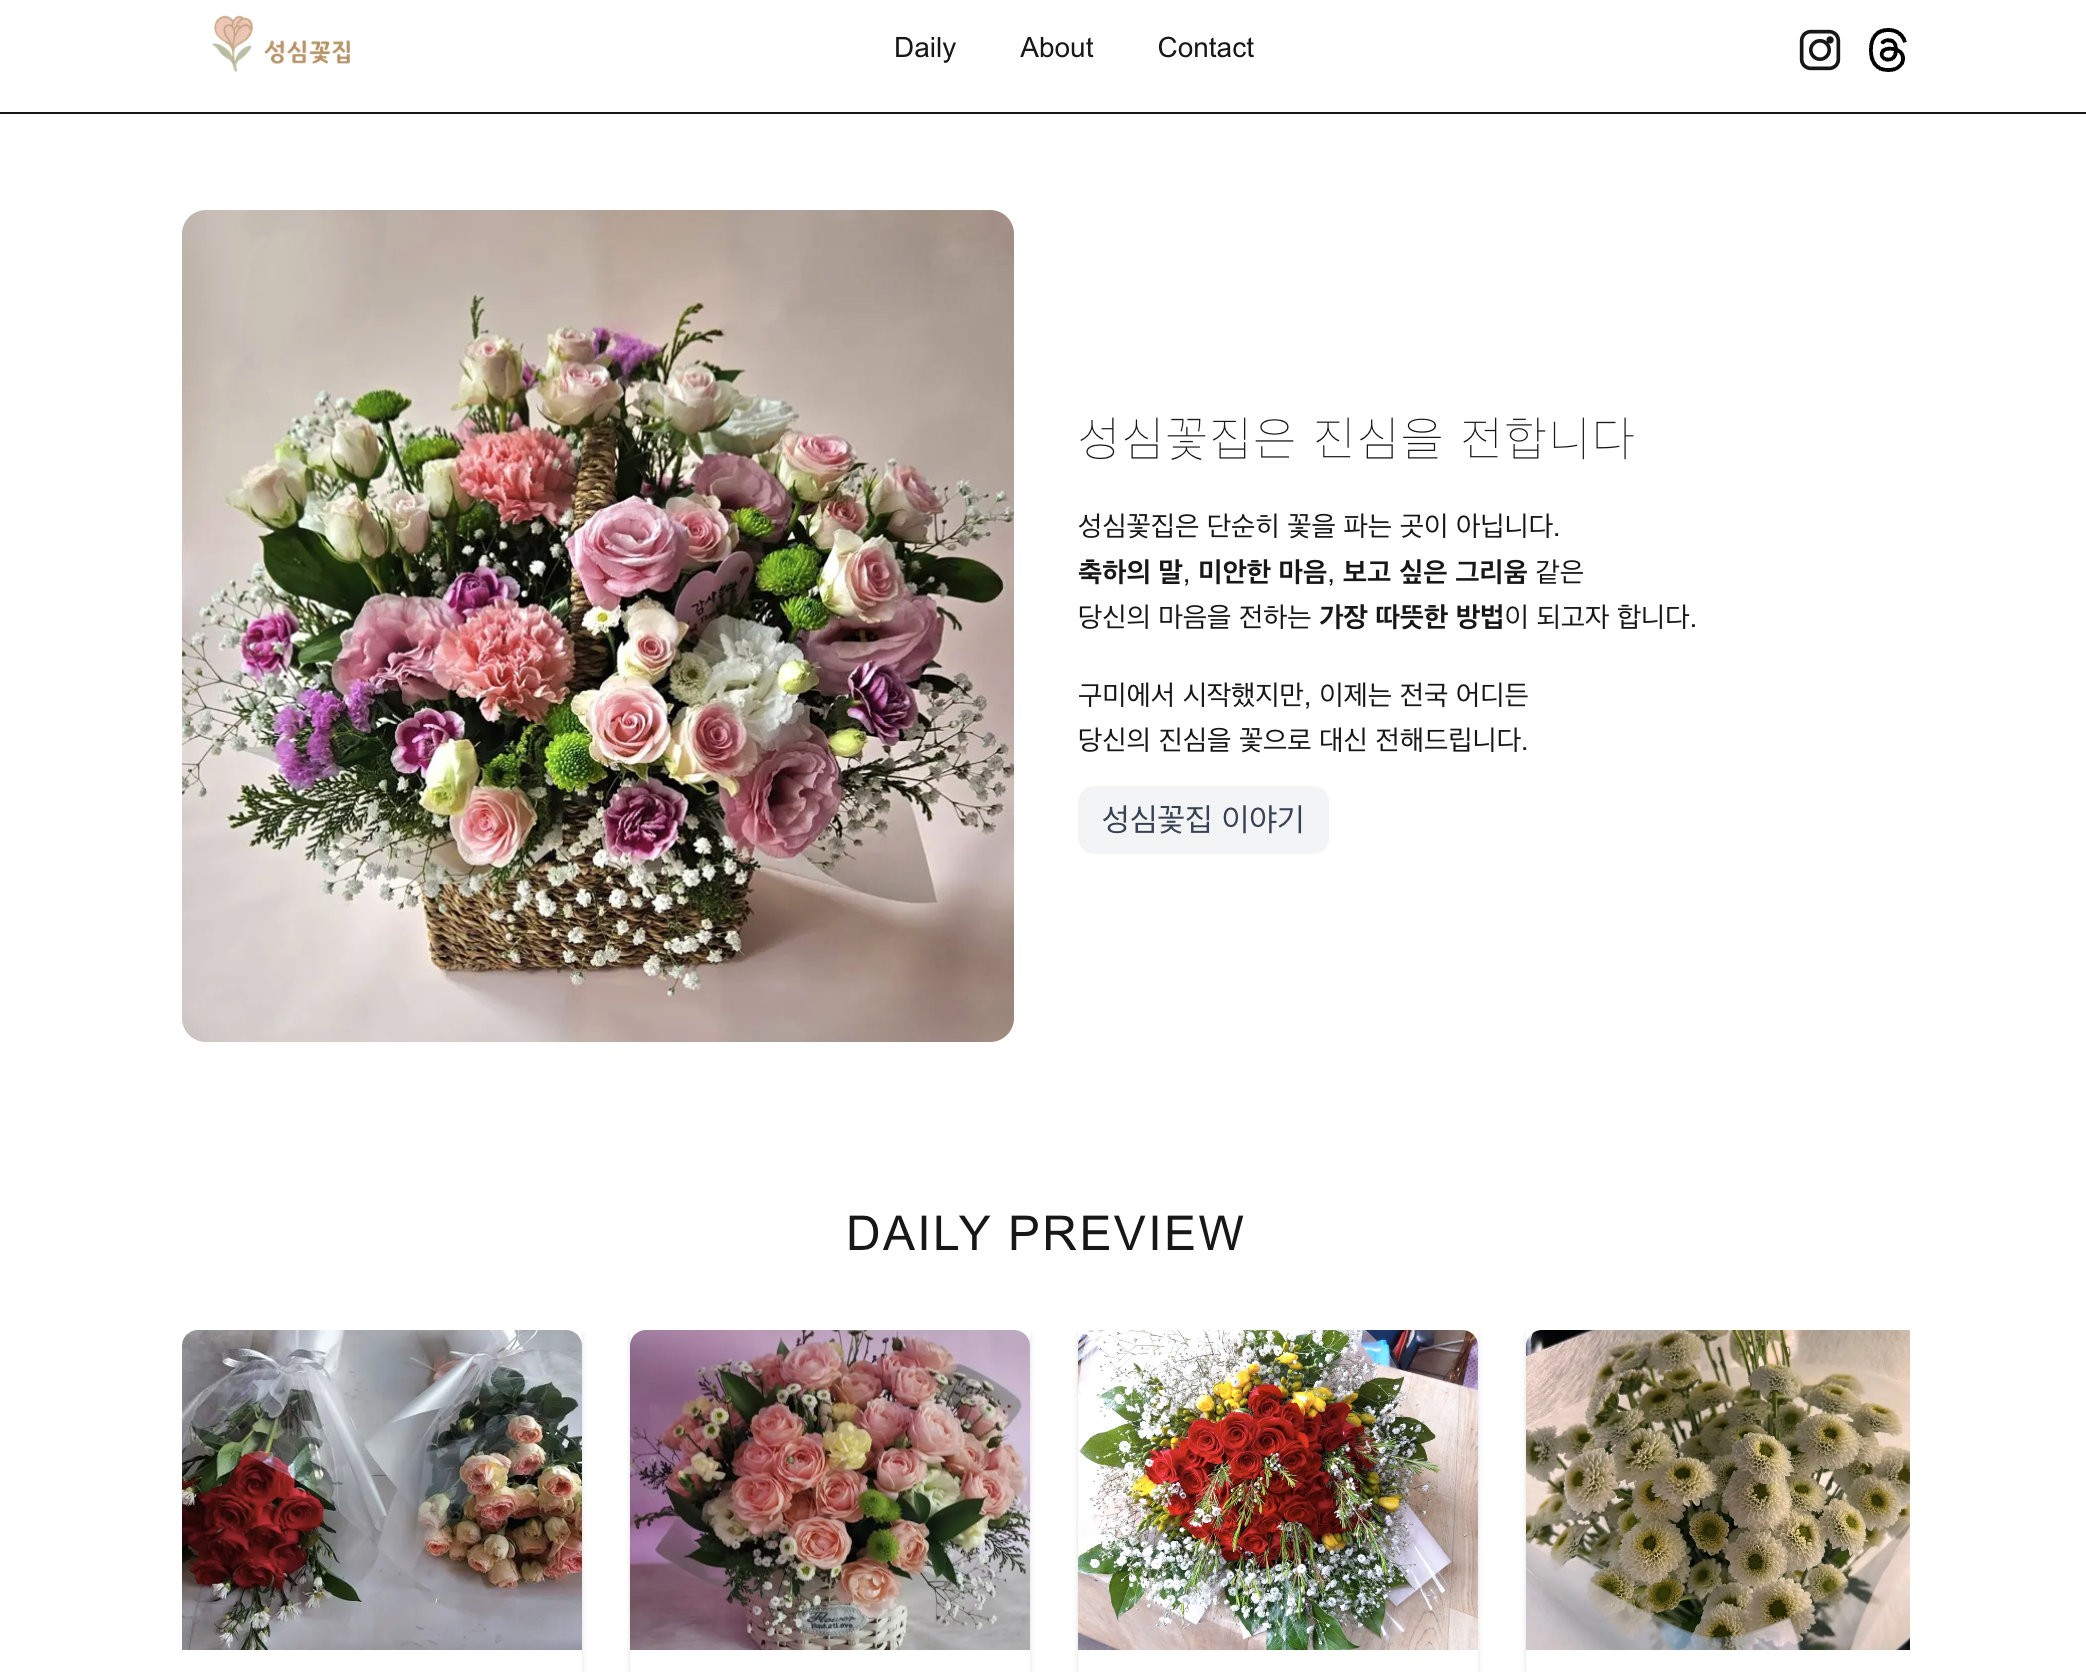 성심꽃집
Daily
About
Contact
성심꽃집은 진심을 전합니다
성심꽃집은 단순히 꽃을 파는 곳이 아닙니다.
축하의 말, 미안한 마음, 보고 싶은 그리움 같은
당신의 마음을 전하는 가장 따뜻한 방법이 되고자 합니다.
구미에서 시작했지만, 이제는 전국 어디든
당신의 진심을 꽃으로 대신 전해드립니다.
성심꽃집 이야기
DAILY PREVIEW
Flower